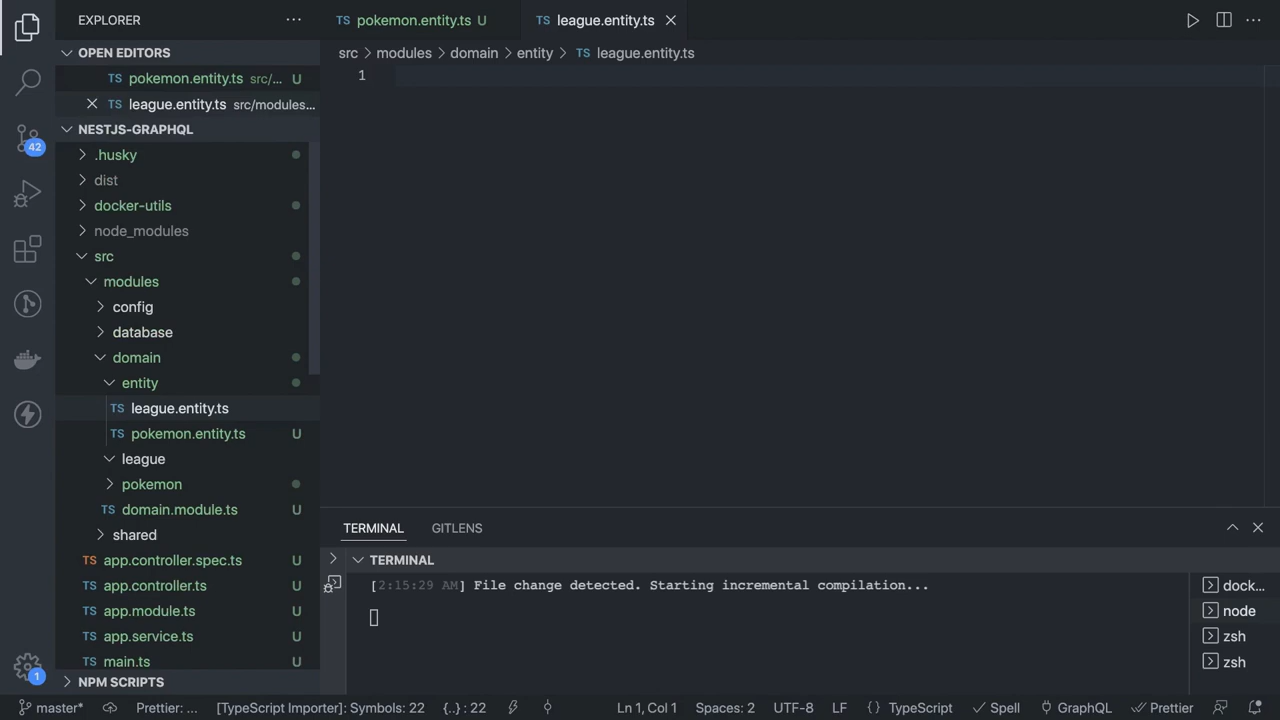 EXPLORER
pokemon.entity.ts U
league.entity.ts
OPEN EDITORS
pokemon.entity.ts src/... U
league.entity.ts src/modules...
src > modules > domain > entity > TS league.entity.ts
1
NESTJS-GRAPHQL
.husky
dist
docker-utils
node_modules
src
modules
config
database
domain
entity
TS league.entity.ts
TS pokemon.entity.ts U
league
pokemon
TS domain.module.ts U
shared
TS app.controller.spec.ts U
TS app.controller.ts U
TS app.module.ts U
TS app.service.ts U
TS main.ts U
NPM SCRIPTS
42
1
TERMINAL GITLENS
TERMINAL
[2:15:29 AM] File change detected. Starting incremental compilation...
dock...
node
zsh
zsh
master* Prettier: ... [TypeScript Importer]: Symbols: 22 {..} : 22 Ln 1, Col 1 Spaces: 2 UTF-8 LF { } TypeScript Spell GraphQL Prettier